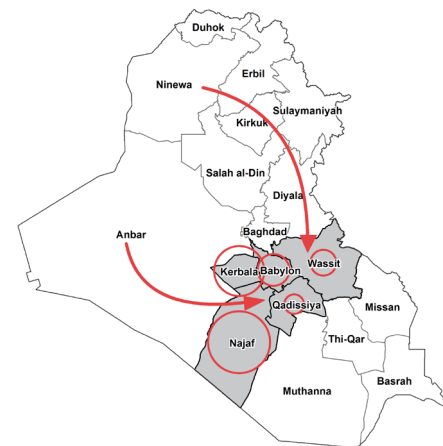 Duhok
Erbil
Ninewa
Sulaymaniyah
Kirkuk
Salah al-Din
Diyala
Anbar
Baghdad
Wassit
Kerbala
Babylon
Qadissiya
Missan
Thi-Qar
Najaf
Basrah
Muthanna